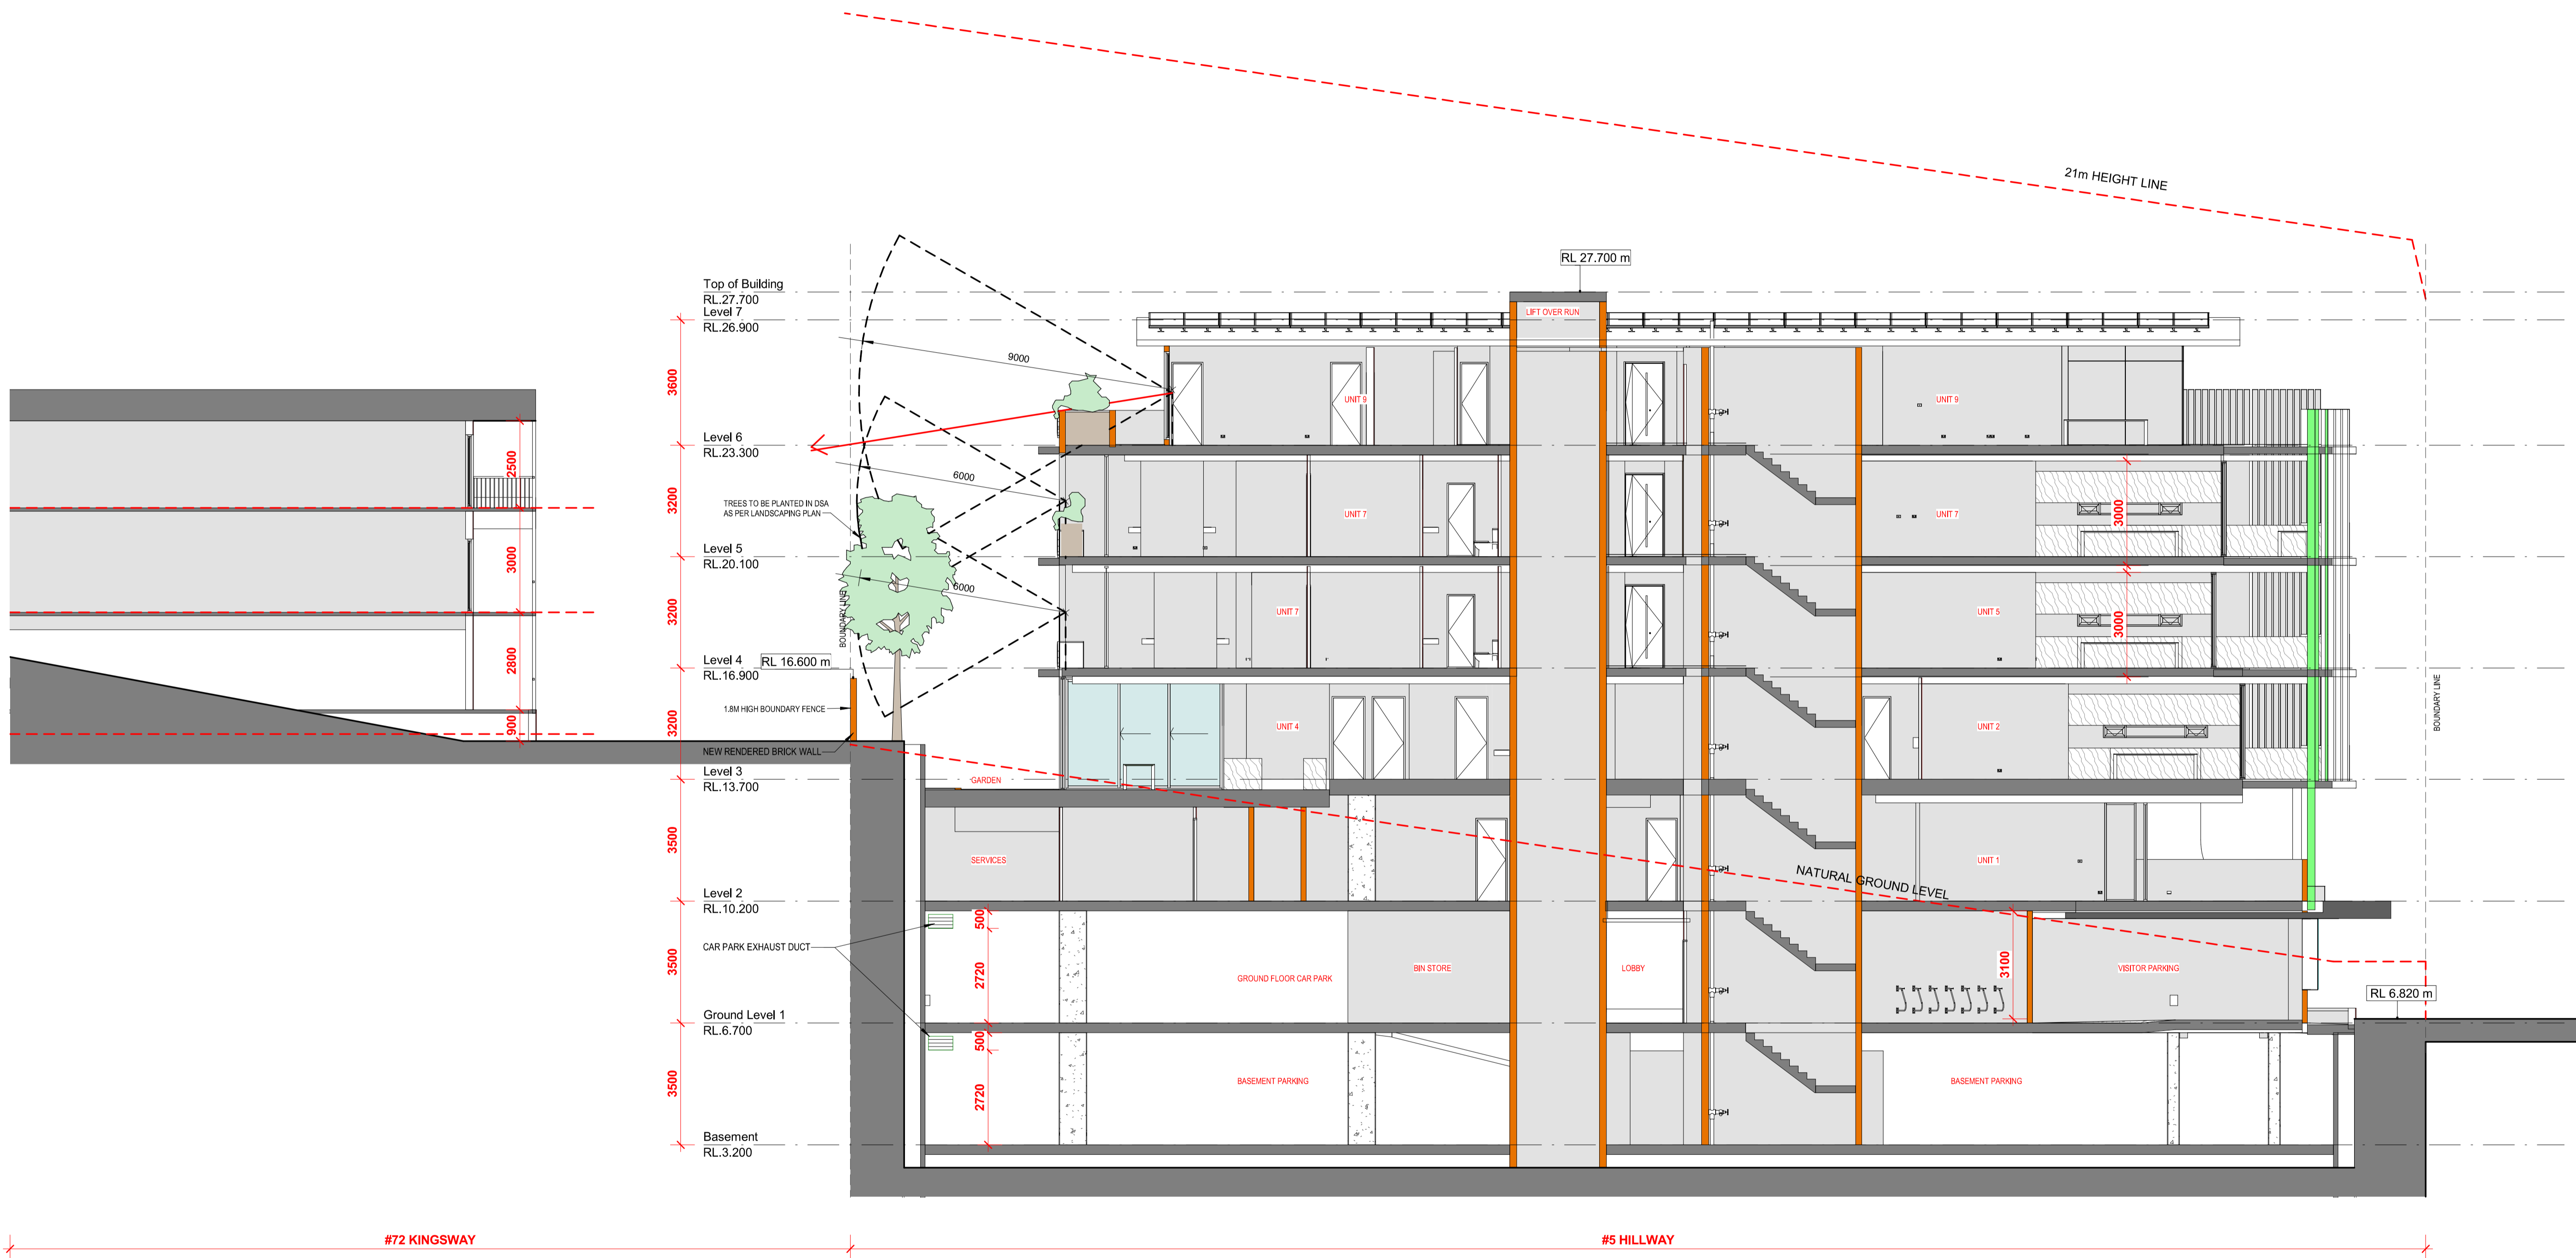 21m HEIGHT LINE
RL 27.700 m
Top of Building
RL.27.700
Level 7
RL.26.900
LIFT OVER RUN
9000
3600
UNIT 9
UNIT 9
Level 6
RL.23.300
2500
6000
3200
TREES TO BE PLANTED IN DSA
AS PER LANDSCAPING PLAN
UNIT 7
UNIT 7
3000
3000
Level 5
RL.20.100
6000
BOUNDARY LINE
3200
UNIT 7
UNIT 5
3000
2800
Level 4
RL.16.900
RL 16.600 m
BOUNDARY LINE
1.8M HIGH BOUNDARY FENCE
3200
UNIT 4
UNIT 2
900
NEW RENDERED BRICK WALL
Level 3
RL.13.700
GARDEN
3500
SERVICES
UNIT 1
NATURAL GROUND LEVEL
Level 2
RL.10.200
500
CAR PARK EXHAUST DUCT
3500
2720
GROUND FLOOR CAR PARK
BIN STORE
LOBBY
3100
VISITOR PARKING
RL 6.820 m
Ground Level 1
RL.6.700
500
3500
2720
BASEMENT PARKING
BASEMENT PARKING
Basement
RL.3.200
#72 KINGSWAY
#5 HILLWAY